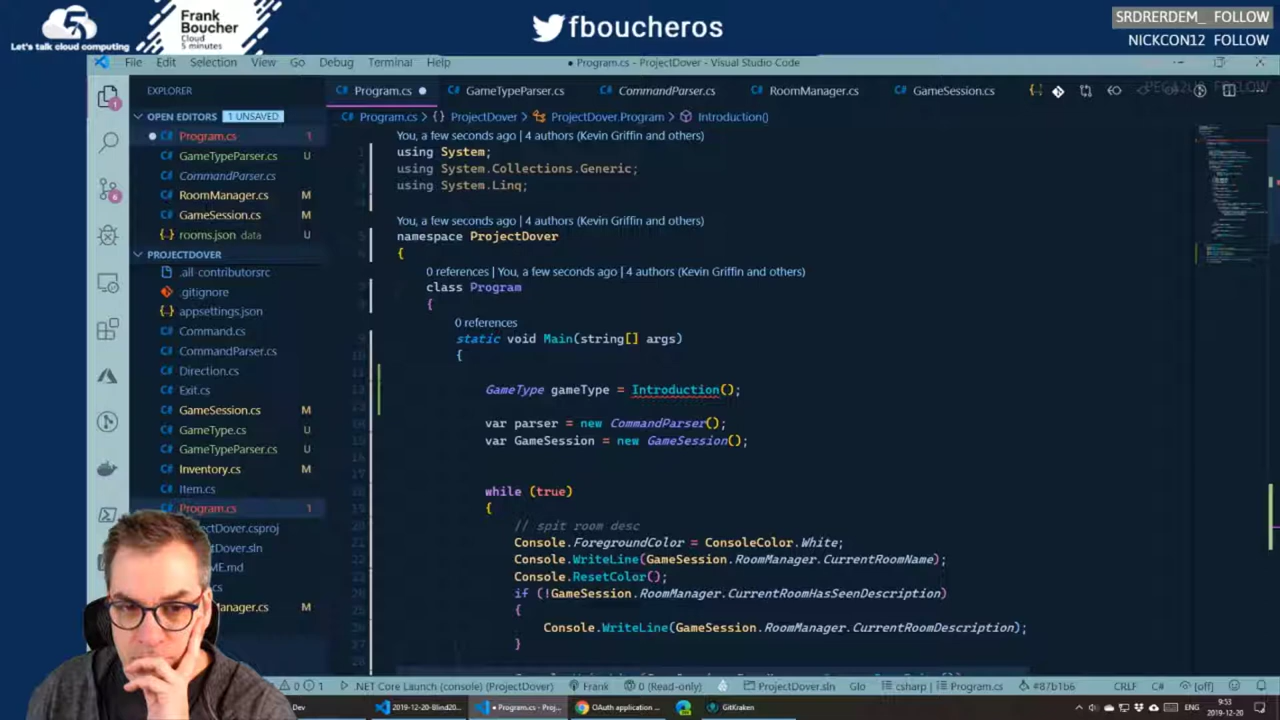 Let's talk cloud computing
Frank
Boucher
Cloud
5 minutes
fboucheros
SRDRERDEM_ FOLLOW
NICKCON12 FOLLOW
File Edit Selection View Go Debug Terminal Help
● Program.cs - ProjectDover - Visual Studio Code
EXPLORER
Program.cs
GameTypeParser.cs
CommandParser.cs
RoomManager.cs
GameSession.cs
OPEN EDITORS 1 UNSAVED
Program.cs 1
GameTypeParser.cs U
CommandParser.cs
RoomManager.cs M
GameSession.cs M
rooms.json data U
PROJECTDOVER
.all-contributorsrc
.gitignore
appsettings.json
Command.cs
CommandParser.cs
Direction.cs
Exit.cs
GameSession.cs M
GameType.cs U
GameTypeParser.cs U
Inventory.cs M
Item.cs
Program.cs 1
ojectDover.csproj
Dover.sln
ME.md
cs
Manager.cs M
Program.cs > {} ProjectDover > ProjectDover.Program > Introduction()
You, a few seconds ago | 4 authors (Kevin Griffin and others)
using System;
using System.Collections.Generic;
using System.Linq;
You, a few seconds ago | 4 authors (Kevin Griffin and others)
namespace ProjectDover
{
0 references | You, a few seconds ago | 4 authors (Kevin Griffin and others)
class Program
{
0 references
static void Main(string[] args)
{
GameType gameType = Introduction();
var parser = new CommandParser();
var GameSession = new GameSession();
while (true)
{
// spit room desc
Console.ForegroundColor = ConsoleColor.White;
Console.WriteLine(GameSession.RoomManager.CurrentRoomName);
Console.ResetColor();
if (!GameSession.RoomManager.CurrentRoomHasSeenDescription)
{
Console.WriteLine(GameSession.RoomManager.CurrentRoomDescription);
}
0 1 .NET Core Launch (console) (ProjectDover) Frank 0 (Read-only) ProjectDover.sln Glo csharp | Program.cs #87b1b6 CRLF C# [off]
Dev 2019-12-20-Blind20... Program.cs - Proj... OAuth application ... GitKraken 9:53
2019-12-20